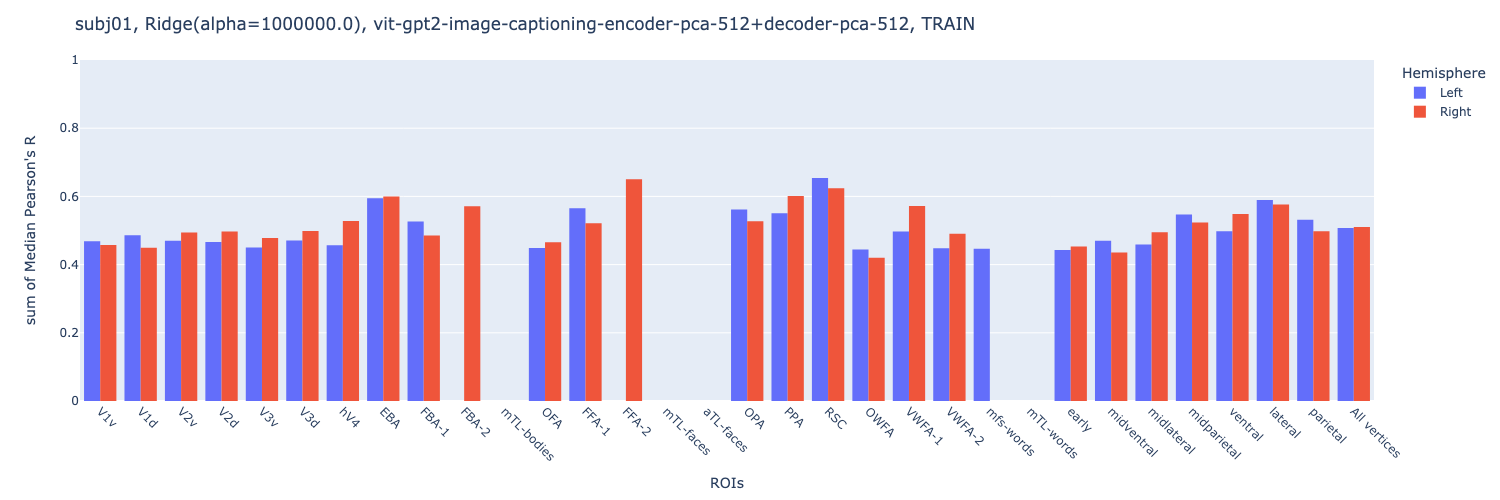 subj01, Ridge(alpha=1000000.0), vit-gpt2-image-captioning-encoder-pca-512+decoder-pca-512, TRAIN
Hemisphere
Left
Right
sum of Median Pearson's R
1
0.8
0.6
0.4
0.2
0
V1v
V1d
V2v
V2d
V3v
V3d
hV4
EBA
FBA-1
FBA-2
mTL-bodies
OFA
FFA-1
FFA-2
mTL-faces
aTL-faces
OPA
PPA
RSC
OWFA
VWFA-1
VWFA-2
mfs-words
mTL-words
early
midventral
midlateral
midparietal
ventral
lateral
parietal
All vertices
ROIs